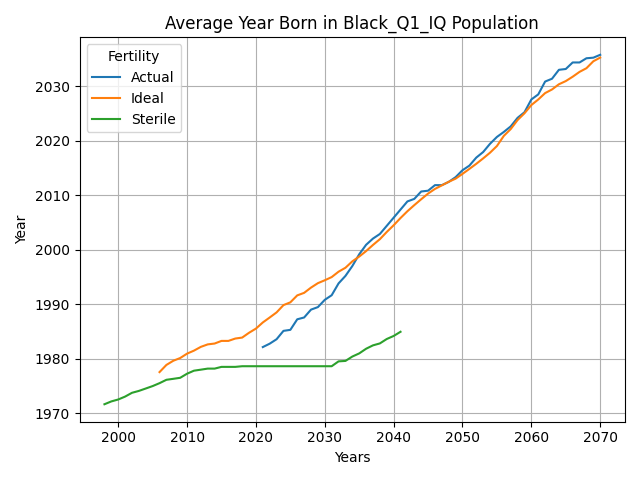 Average Year Born in Black_Q1_IQ Population
Fertility
Actual
Ideal
Sterile
Year
2030
2020
2010
2000
1990
1980
1970
2000 2010 2020 2030 2040 2050 2060 2070
Years